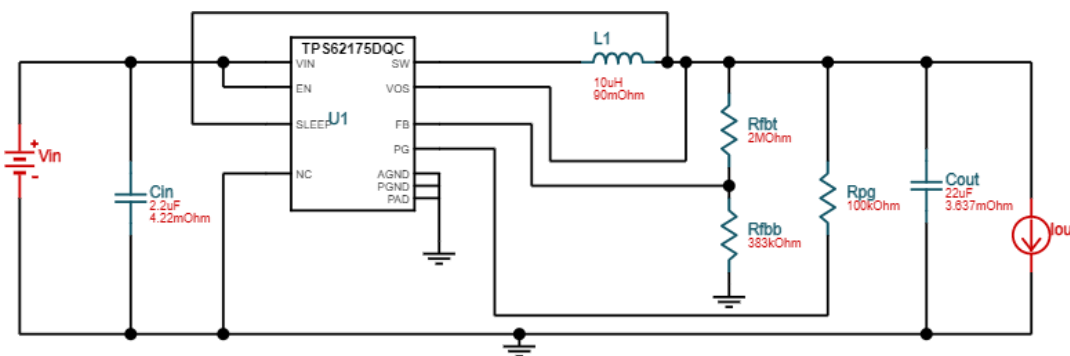 TPS62175DQC
VIN
SW
EN
VOS
SLEEP
U1
FB
PG
NC
AGND
PGND
PAD
L1
10uH
90mOhm
+
Vin
-
Cin
2.2uF
4.22mOhm
Rfbt
2MOhm
Rfbb
383kOhm
Rpg
100kOhm
Cout
22uF
3.637mOhm
Iou